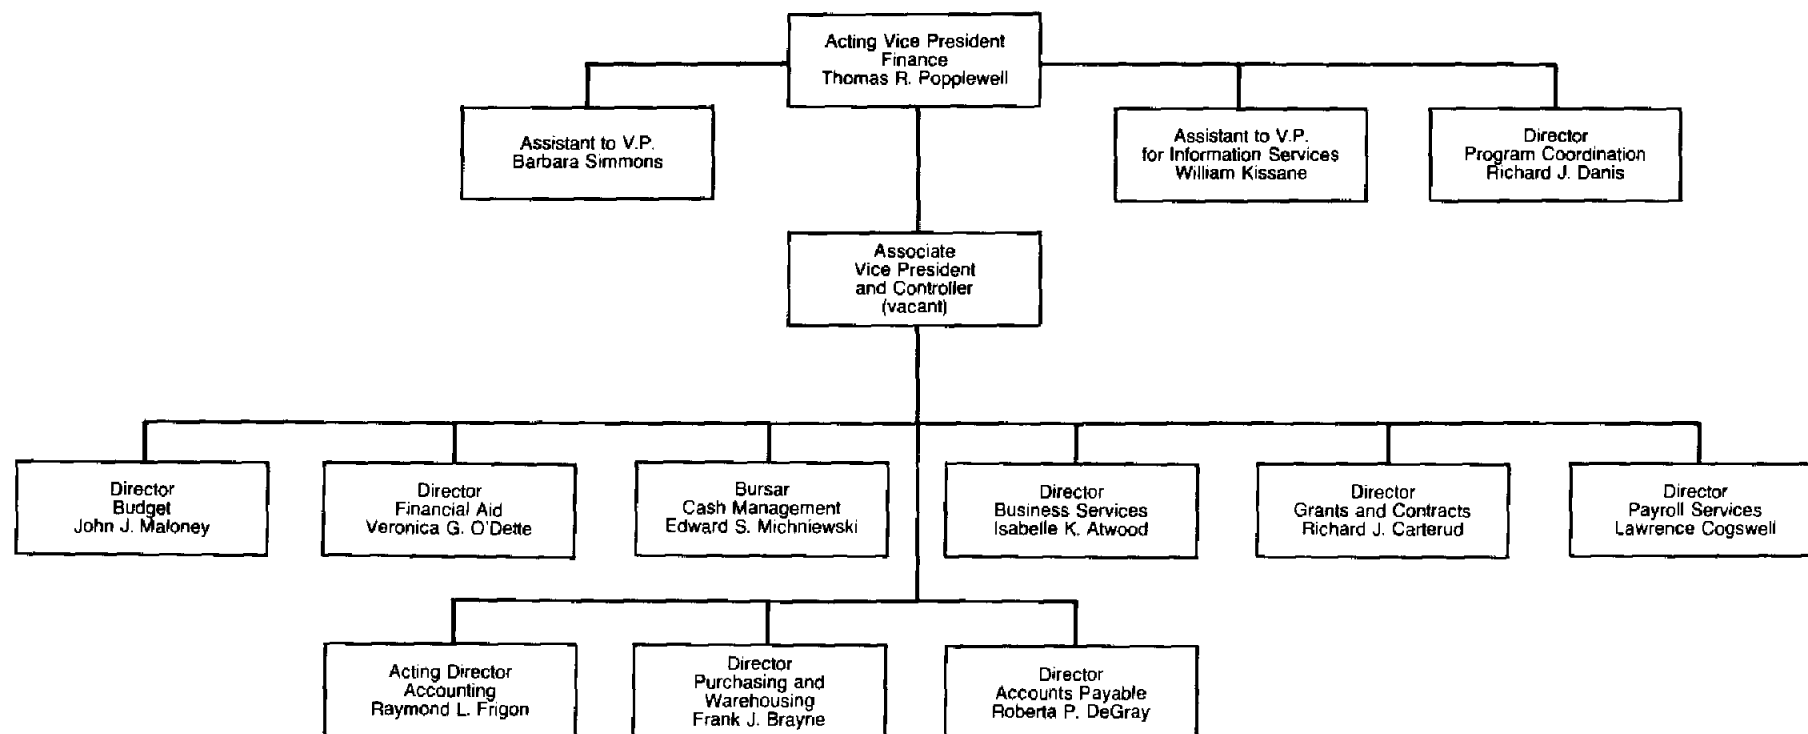 Acting Vice President
Finance
Thomas R. Popplewell
Assistant to V.P.
Barbara Simmons
Assistant to V.P.
for Information Services
William Kissane
Director
Program Coordination
Richard J. Danis
Associate
Vice President
and Controller
(vacant)
Director
Budget
John J. Maloney
Director
Financial Aid
Veronica G. O'Dette
Bursar
Cash Management
Edward S. Michniewski
Director
Business Services
Isabelle K. Atwood
Director
Grants and Contracts
Richard J. Carterud
Director
Payroll Services
Lawrence Cogswell
Acting Director
Accounting
Raymond L. Frigon
Director
Purchasing and
Warehousing
Frank J. Brayne
Director
Accounts Payable
Roberta P. DeGray